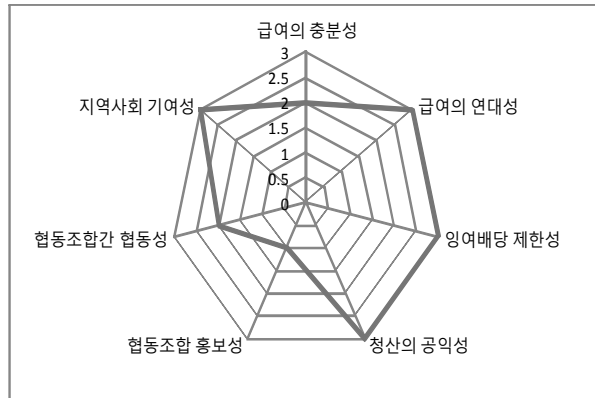 급여의 충분성
3
2.5
2
1.5
1
0.5
0
급여의 연대성
잉여배당 제한성
청산의 공익성
협동조합 홍보성
협동조합간 협동성
지역사회 기여성